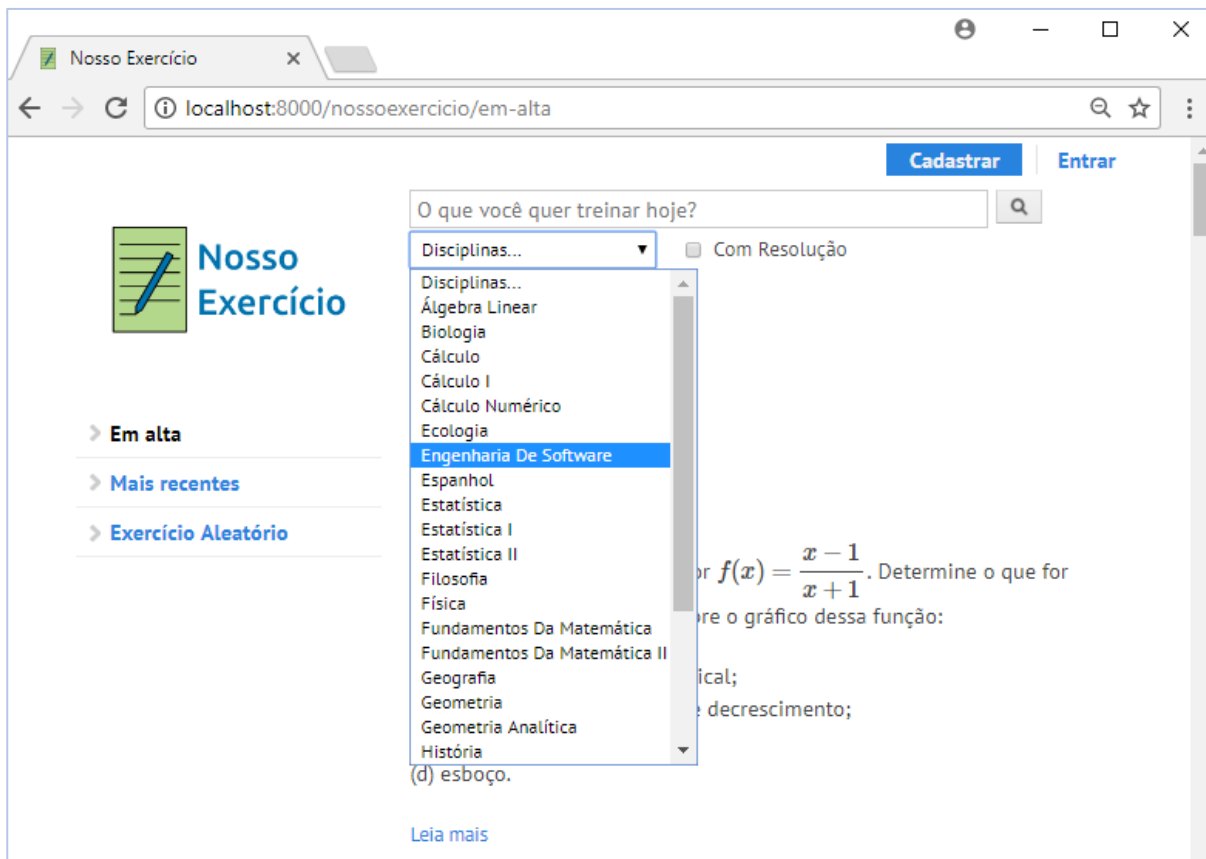 Nosso Exercício
localhost:8000/nossoexercicio/em-alta
Cadastrar
Entrar
O que você quer treinar hoje?
Nosso
Exercício
Disciplinas...
Com Resolução
Disciplinas...
Álgebra Linear
Biologia
Cálculo
Cálculo I
Cálculo Numérico
Ecologia
Engenharia De Software
Espanhol
Estatística
Estatística I
Estatística II
Filosofia
Física
Fundamentos Da Matemática
Fundamentos Da Matemática II
Geografia
Geometria
Geometria Analítica
História
Em alta
Mais recentes
Exercício Aleatório
f(x) = \frac{x-1}{x+1}. Determine o que for
o gráfico dessa função:
decrescimento;
(d) esboço.
Leia mais